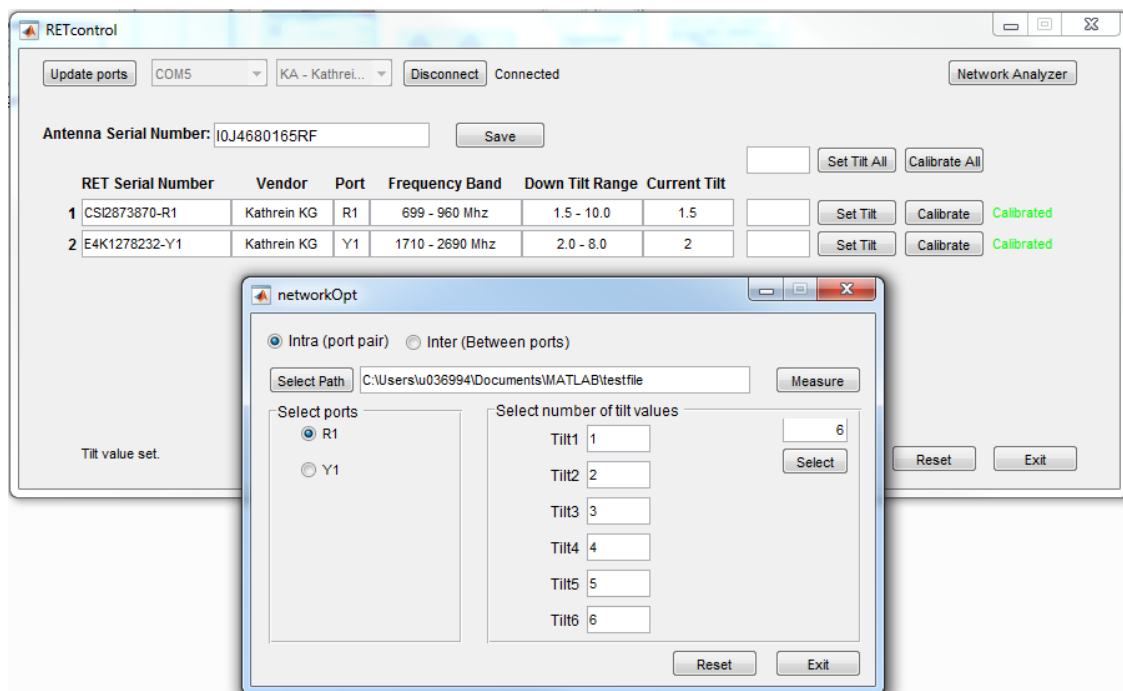 RETcontrol
Update ports COM5 KA - Kathrei... Disconnect Connected Network Analyzer
Antenna Serial Number: I0J4680165RF Save
Set Tilt All Calibrate All
RET Serial Number Vendor Port Frequency Band Down Tilt Range Current Tilt
1 CSI2873870-R1 Kathrein KG R1 699 - 960 Mhz 1.5 - 10.0 1.5 Set Tilt Calibrate Calibrated
2 E4K1278232-Y1 Kathrein KG Y1 1710 - 2690 Mhz 2.0 - 8.0 2 Set Tilt Calibrate Calibrated
networkOpt
Intra (port pair) Inter (Between ports)
Select Path C:\Users\u036994\Documents\MATLAB\testfile Measure
Select ports Select number of tilt values
R1 Tilt1 1 6
Y1 Tilt2 2 Select
Tilt3 3
Tilt4 4
Tilt5 5
Tilt6 6
Reset Exit
Tilt value set. Reset Exit